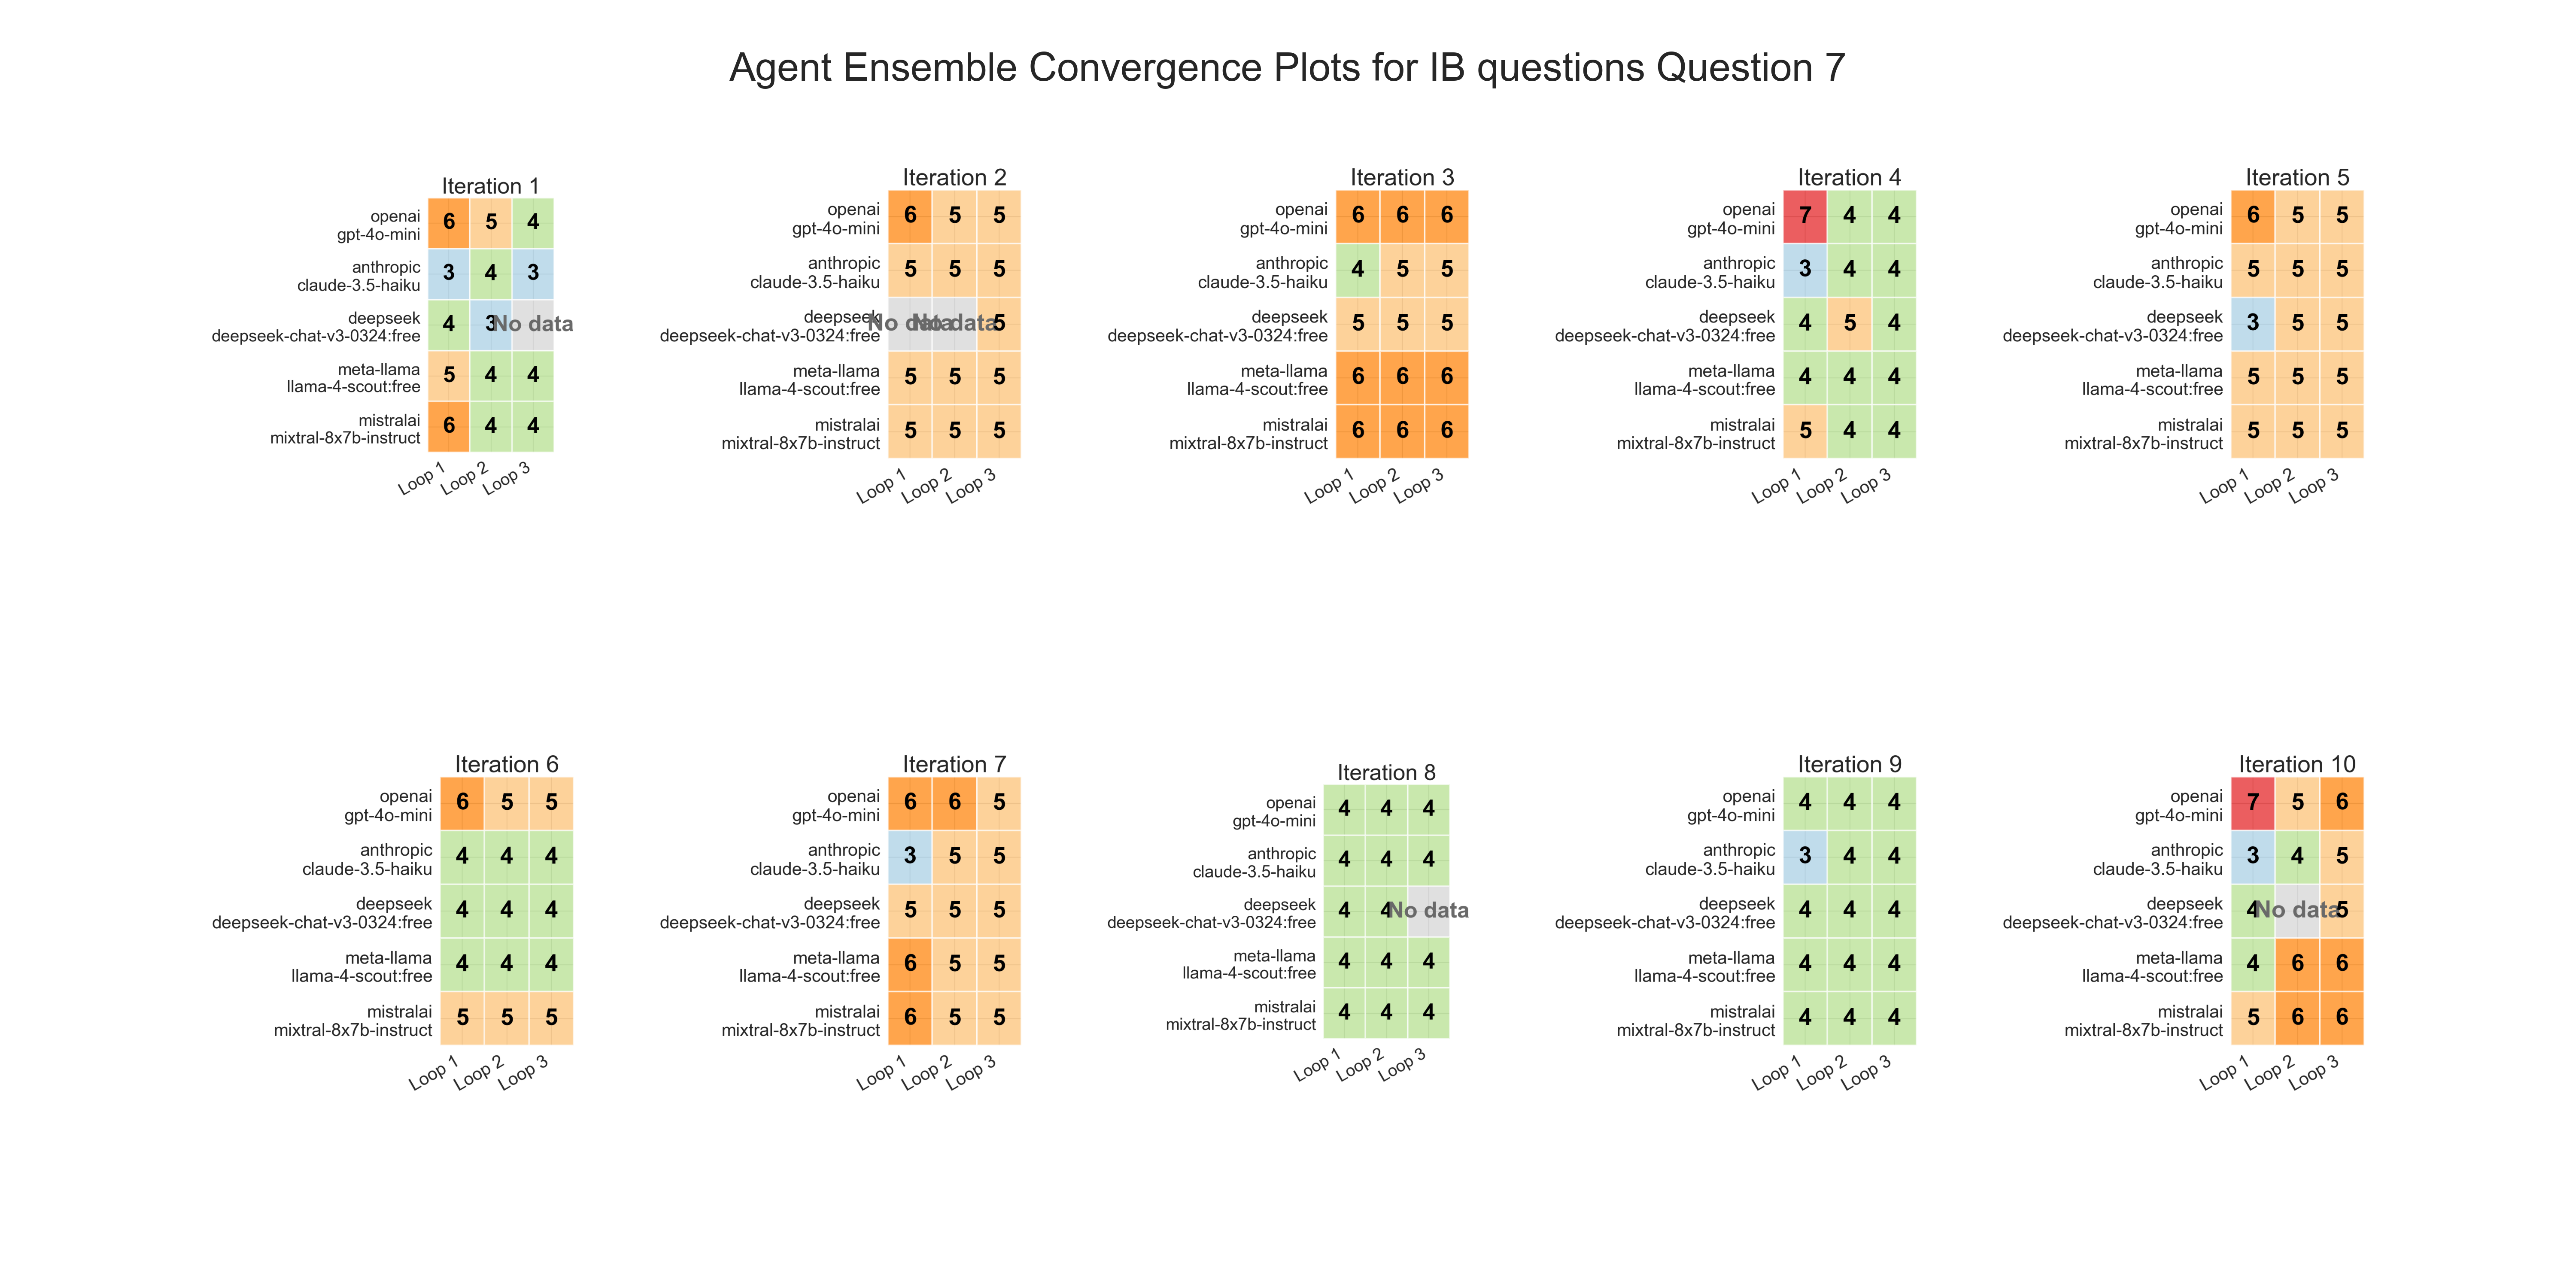 Agent Ensemble Convergence Plots for IB questions Question 7
Iteration 1
openai
gpt-4o-mini
6 5 4
anthropic
claude-3.5-haiku
3 4 3
deepseek
deepseek-chat-v3-0324:free
4 3 No data
meta-llama
llama-4-scout:free
5 4 4
mistralai
mixtral-8x7b-instruct
6 4 4
Loop 1 Loop 2 Loop 3
Iteration 2
openai
gpt-4o-mini
6 5 5
anthropic
claude-3.5-haiku
5 5 5
deepseek
deepseek-chat-v3-0324:free
No data No data 5
meta-llama
llama-4-scout:free
5 5 5
mistralai
mixtral-8x7b-instruct
5 5 5
Loop 1 Loop 2 Loop 3
Iteration 3
openai
gpt-4o-mini
6 6 6
anthropic
claude-3.5-haiku
4 5 5
deepseek
deepseek-chat-v3-0324:free
5 5 5
meta-llama
llama-4-scout:free
6 6 6
mistralai
mixtral-8x7b-instruct
6 6 6
Loop 1 Loop 2 Loop 3
Iteration 4
openai
gpt-4o-mini
7 4 4
anthropic
claude-3.5-haiku
3 4 4
deepseek
deepseek-chat-v3-0324:free
4 5 4
meta-llama
llama-4-scout:free
4 4 4
mistralai
mixtral-8x7b-instruct
5 4 4
Loop 1 Loop 2 Loop 3
Iteration 5
openai
gpt-4o-mini
6 5 5
anthropic
claude-3.5-haiku
5 5 5
deepseek
deepseek-chat-v3-0324:free
3 5 5
meta-llama
llama-4-scout:free
5 5 5
mistralai
mixtral-8x7b-instruct
5 5 5
Loop 1 Loop 2 Loop 3
Iteration 6
openai
gpt-4o-mini
6 5 5
anthropic
claude-3.5-haiku
4 4 4
deepseek
deepseek-chat-v3-0324:free
4 4 4
meta-llama
llama-4-scout:free
4 4 4
mistralai
mixtral-8x7b-instruct
5 5 5
Loop 1 Loop 2 Loop 3
Iteration 7
openai
gpt-4o-mini
6 6 5
anthropic
claude-3.5-haiku
3 5 5
deepseek
deepseek-chat-v3-0324:free
5 5 5
meta-llama
llama-4-scout:free
6 5 5
mistralai
mixtral-8x7b-instruct
6 5 5
Loop 1 Loop 2 Loop 3
Iteration 8
openai
gpt-4o-mini
4 4 4
anthropic
claude-3.5-haiku
4 4 4
deepseek
deepseek-chat-v3-0324:free
4 4 No data
meta-llama
llama-4-scout:free
4 4 4
mistralai
mixtral-8x7b-instruct
4 4 4
Loop 1 Loop 2 Loop 3
Iteration 9
openai
gpt-4o-mini
4 4 4
anthropic
claude-3.5-haiku
3 4 4
deepseek
deepseek-chat-v3-0324:free
4 4 4
meta-llama
llama-4-scout:free
4 4 4
mistralai
mixtral-8x7b-instruct
4 4 4
Loop 1 Loop 2 Loop 3
Iteration 10
openai
gpt-4o-mini
7 5 6
anthropic
claude-3.5-haiku
3 4 5
deepseek
deepseek-chat-v3-0324:free
4 No data 5
meta-llama
llama-4-scout:free
4 6 6
mistralai
mixtral-8x7b-instruct
5 6 6
Loop 1 Loop 2 Loop 3